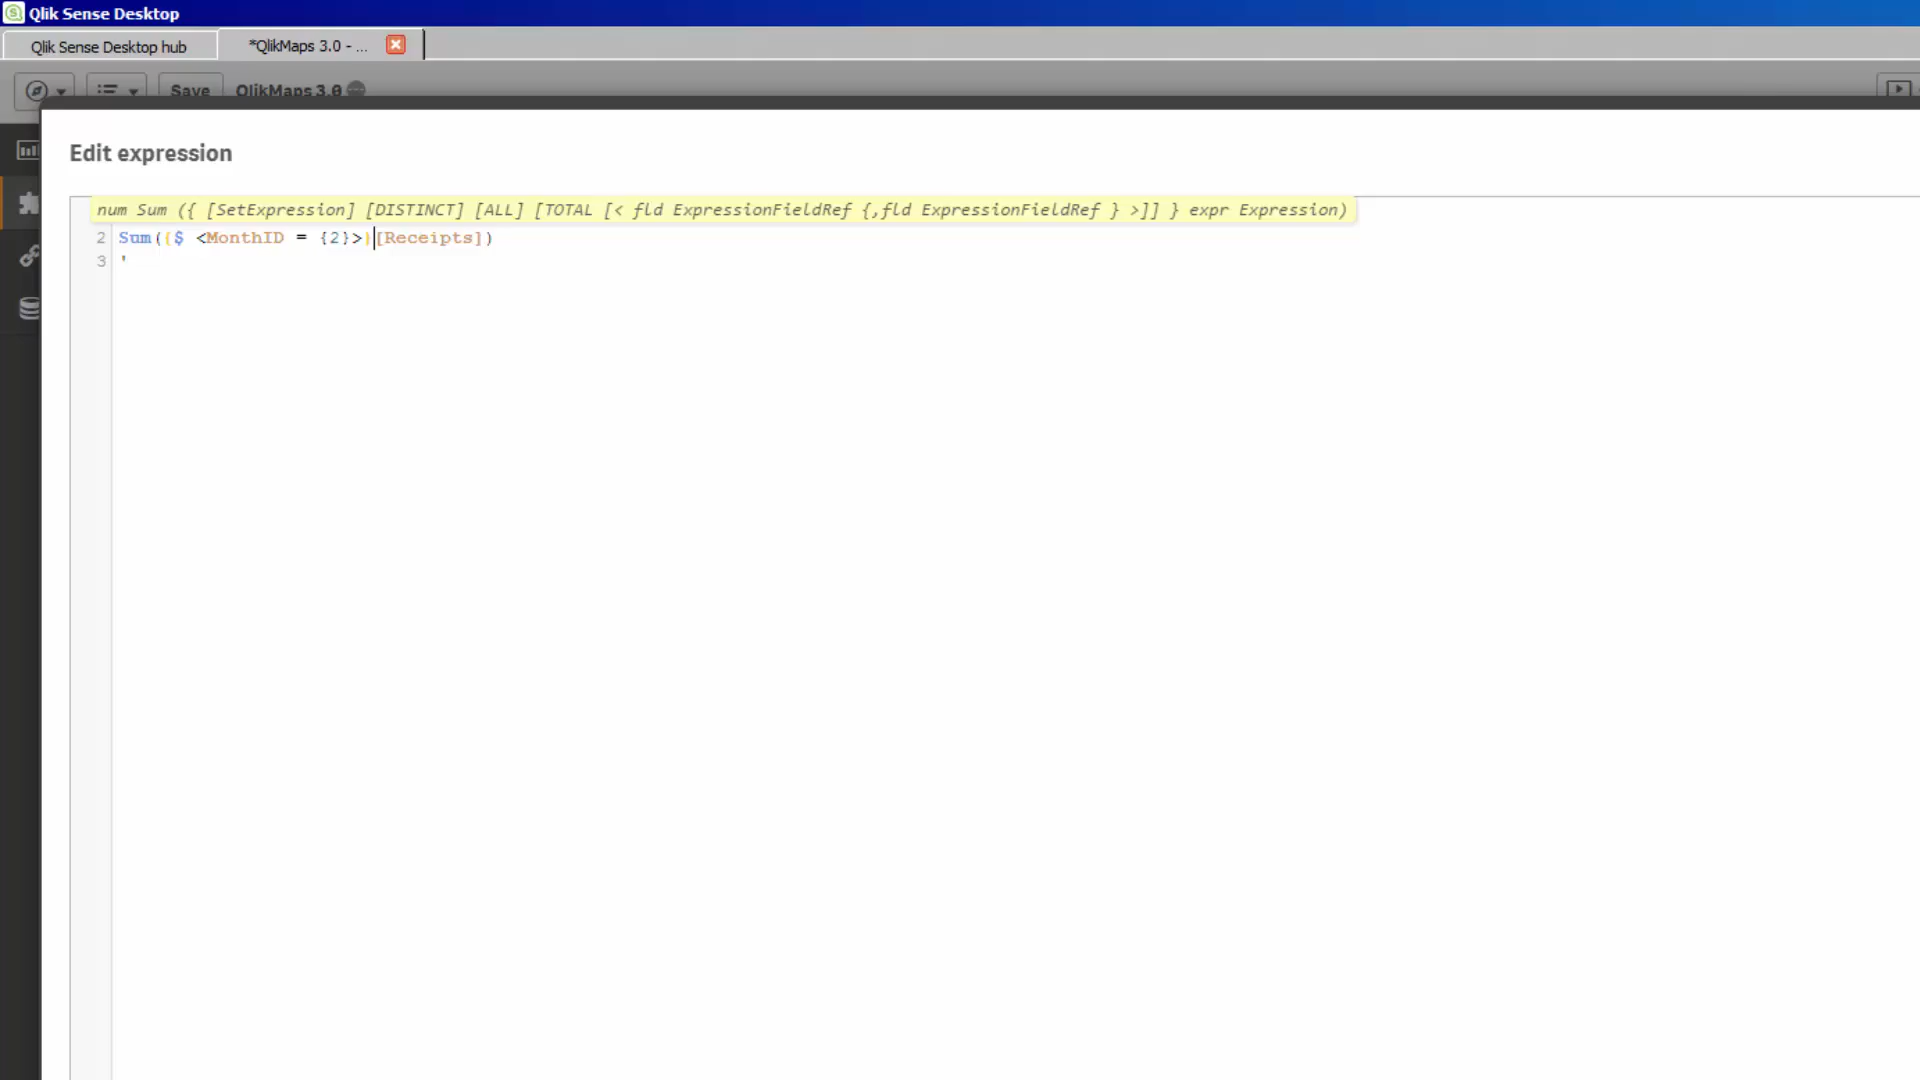 Qlik Sense Desktop
Qlik Sense Desktop hub
*QlikMaps 3.0 - ...
Save
QlikMaps 3.0
Edit expression
num Sum ({ [SetExpression] [DISTINCT] [ALL] [TOTAL [< fld ExpressionFieldRef {,fld ExpressionFieldRef } >]] } expr Expression)
2 Sum({$ <MonthID = {2}>}[Receipts])
3 '